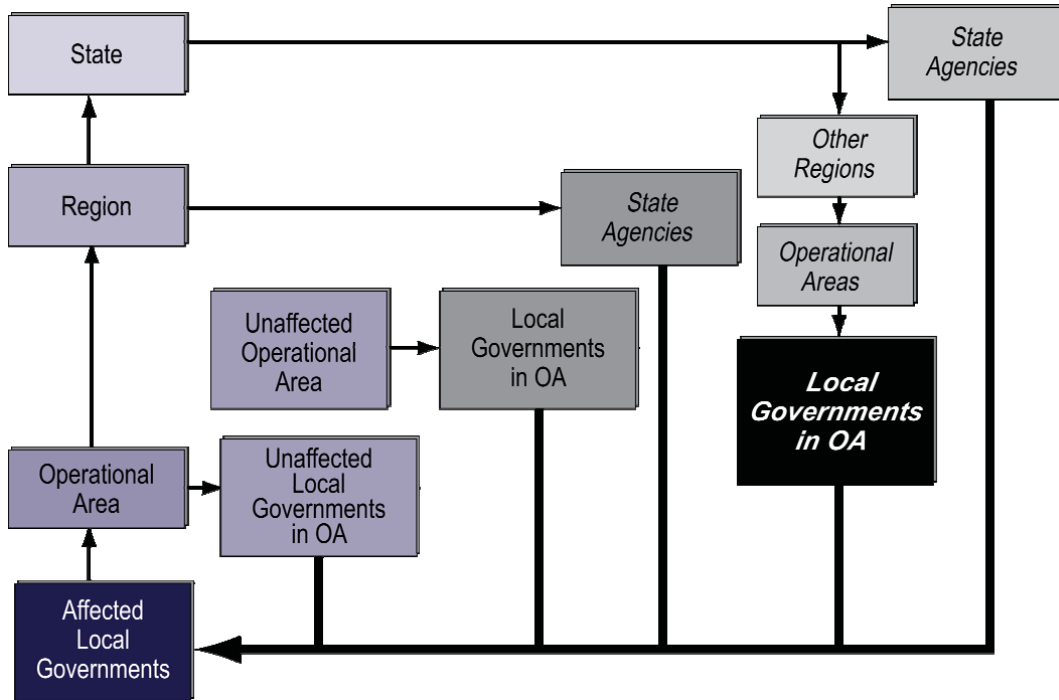 State
State
Agencies
Other
Regions
Region
State
Agencies
Operational
Areas
Unaffected
Operational
Area
Local
Governments
in OA
Local
Governments
in OA
Operational
Area
Unaffected
Local
Governments
in OA
Affected
Local
Governments